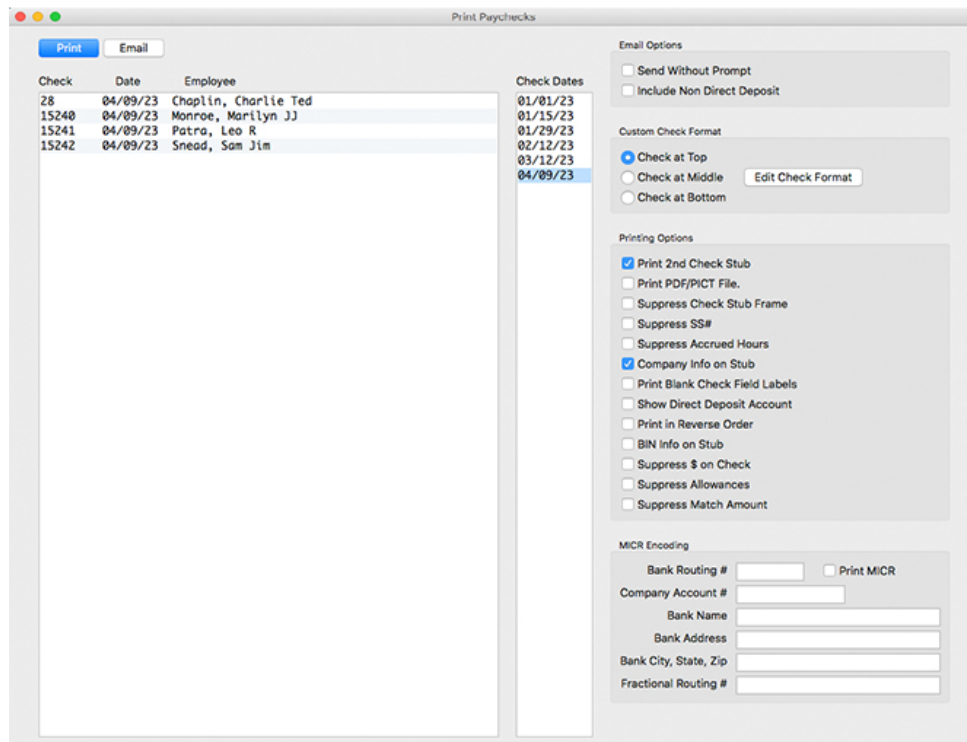 Print Paychecks
Print Email
Check Date Employee
28 04/09/23 Chaplin, Charlie Ted
15240 04/09/23 Monroe, Marilyn JJ
15241 04/09/23 Patra, Leo R
15242 04/09/23 Snead, Sam Jim
Check Dates
01/01/23
01/15/23
01/29/23
02/12/23
03/12/23
04/09/23
Email Options
Send Without Prompt
Include Non Direct Deposit
Custom Check Format
Check at Top
Check at Middle Edit Check Format
Check at Bottom
Printing Options
Print 2nd Check Stub
Print PDF/PICT File.
Suppress Check Stub Frame
Suppress SS#
Suppress Accrued Hours
Company Info on Stub
Print Blank Check Field Labels
Show Direct Deposit Account
Print in Reverse Order
BIN Info on Stub
Suppress $ on Check
Suppress Allowances
Suppress Match Amount
MICR Encoding
Bank Routing # Print MICR
Company Account #
Bank Name
Bank Address
Bank City, State, Zip
Fractional Routing #